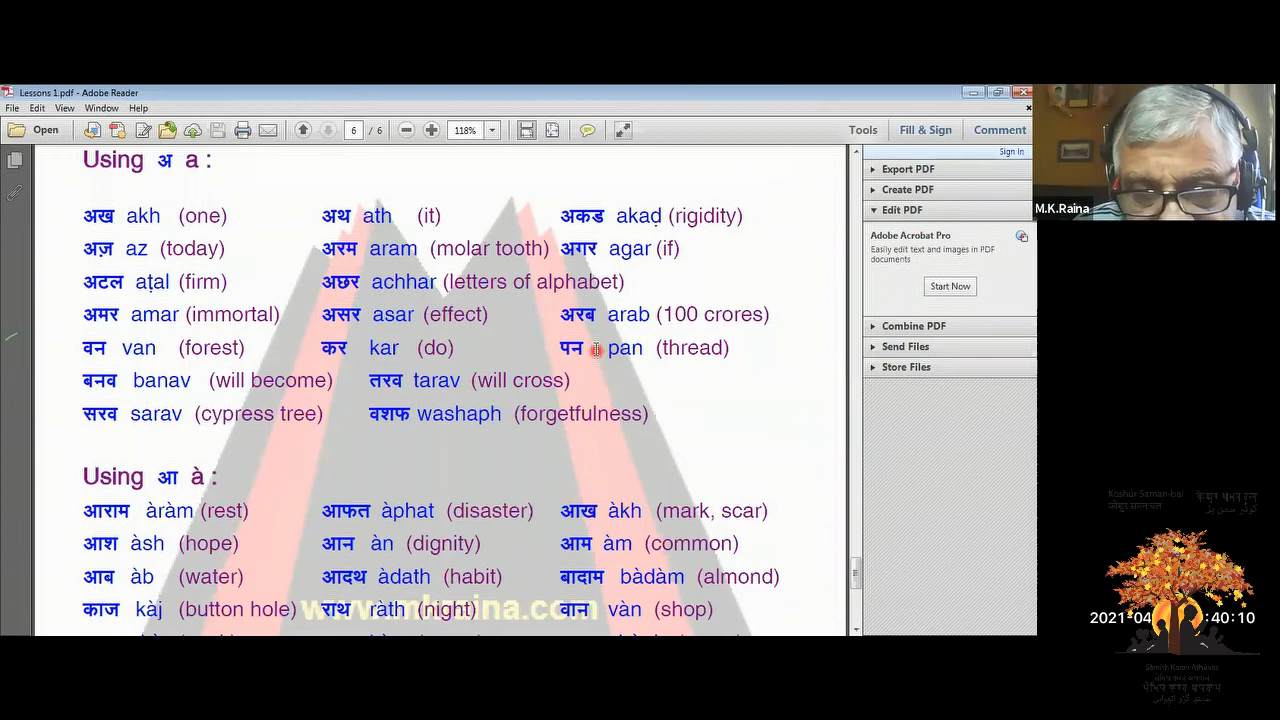 Lessons 1.pdf - Adobe Reader
File Edit View Window Help
Open 6 / 6 118% Tools Fill & Sign Comment
Sign In
Export PDF
Create PDF
Edit PDF
Adobe Acrobat Pro
Easily edit text and images in PDF
documents
Start Now
Combine PDF
Send Files
Store Files
Using अ a :
अख akh (one) अथ ath (it) अकड akaḍ (rigidity)
अज़ az (today) अरम aram (molar tooth) अगर agar (if)
अटल aṭal (firm) अछर achhar (letters of alphabet)
अमर amar (immortal) असर asar (effect) अरब arab (100 crores)
वन van (forest) कर kar (do) पन pan (thread)
बनव banav (will become) तरव tarav (will cross)
सरव sarav (cypress tree) वशफ washaph (forgetfulness)
Using आ à :
आराम àràm (rest) आफत àphat (disaster) आख àkh (mark, scar)
आश àsh (hope) आन àn (dignity) आम àm (common)
आब àb (water) आदथ àdath (habit) बादाम bàdàm (almond)
काज kàj (button hole) राथ ràth (night) वान vàn (shop)
www.mkraina.com
M.K.Raina
Koshur Saman-bal
2021-04 :40:10